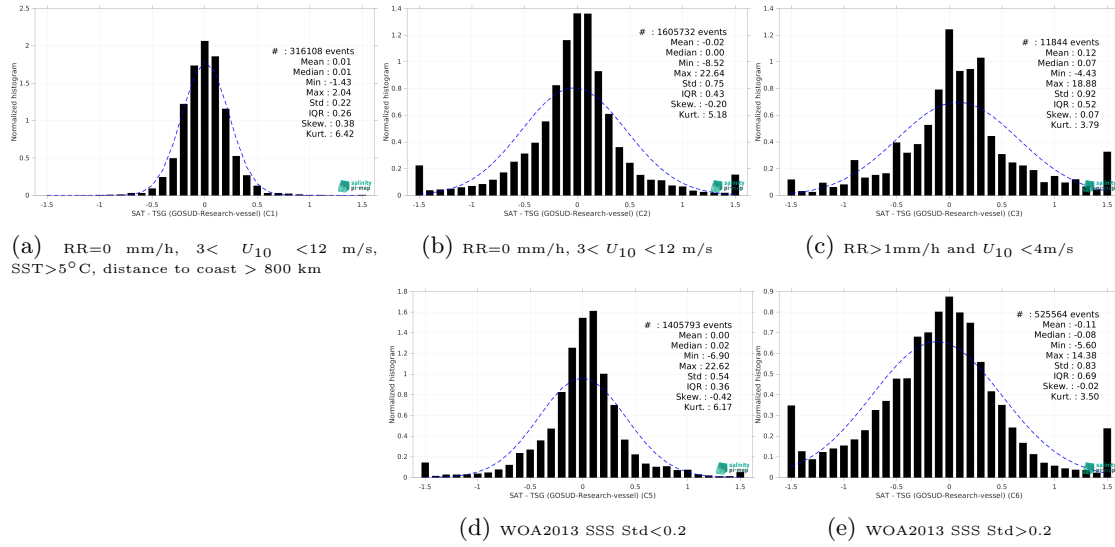 2.5
2
1.5
1
0.5
0
Normalized histogram
# : 316108 events
Mean : 0.01
Median : 0.01
Min : -1.43
Max : 2.04
Std : 0.22
IQR : 0.26
Skew. : 0.38
Kurt. : 6.42
salinity
pi-mep
-1.5 -1 -0.5 0 0.5 1 1.5
SAT - TSG (GOSUD-Research-vessel) (C1)
(a) RR=0 mm/h, 3< U10 <12 m/s,
SST>5°C, distance to coast > 800 km
1.4
1.2
1
0.8
0.6
0.4
0.2
0
Normalized histogram
# : 1605732 events
Mean : -0.02
Median : 0.00
Min : -8.52
Max : 22.64
Std : 0.75
IQR : 0.43
Skew. : -0.20
Kurt. : 5.18
salinity
pi-mep
-1.5 -1 -0.5 0 0.5 1 1.5
SAT - TSG (GOSUD-Research-vessel) (C2)
(b) RR=0 mm/h, 3< U10 <12 m/s
1.4
1.2
1
0.8
0.6
0.4
0.2
0
Normalized histogram
# : 11844 events
Mean : 0.12
Median : 0.07
Min : -4.43
Max : 18.88
Std : 0.92
IQR : 0.52
Skew. : 0.07
Kurt. : 3.79
salinity
pi-mep
-1.5 -1 -0.5 0 0.5 1 1.5
SAT - TSG (GOSUD-Research-vessel) (C3)
(c) RR>1mm/h and U10 <4m/s
1.8
1.6
1.4
1.2
1
0.8
0.6
0.4
0.2
0
Normalized histogram
# : 1405793 events
Mean : 0.00
Median : 0.02
Min : -6.90
Max : 22.62
Std : 0.54
IQR : 0.36
Skew. : -0.42
Kurt. : 6.17
salinity
pi-mep
-1.5 -1 -0.5 0 0.5 1 1.5
SAT - TSG (GOSUD-Research-vessel) (C5)
(d) WOA2013 SSS Std<0.2
0.9
0.8
0.7
0.6
0.5
0.4
0.3
0.2
0.1
0
Normalized histogram
# : 525564 events
Mean : -0.11
Median : -0.08
Min : -5.60
Max : 14.38
Std : 0.83
IQR : 0.69
Skew. : -0.02
Kurt. : 3.50
salinity
pi-mep
-1.5 -1 -0.5 0 0.5 1 1.5
SAT - TSG (GOSUD-Research-vessel) (C6)
(e) WOA2013 SSS Std>0.2